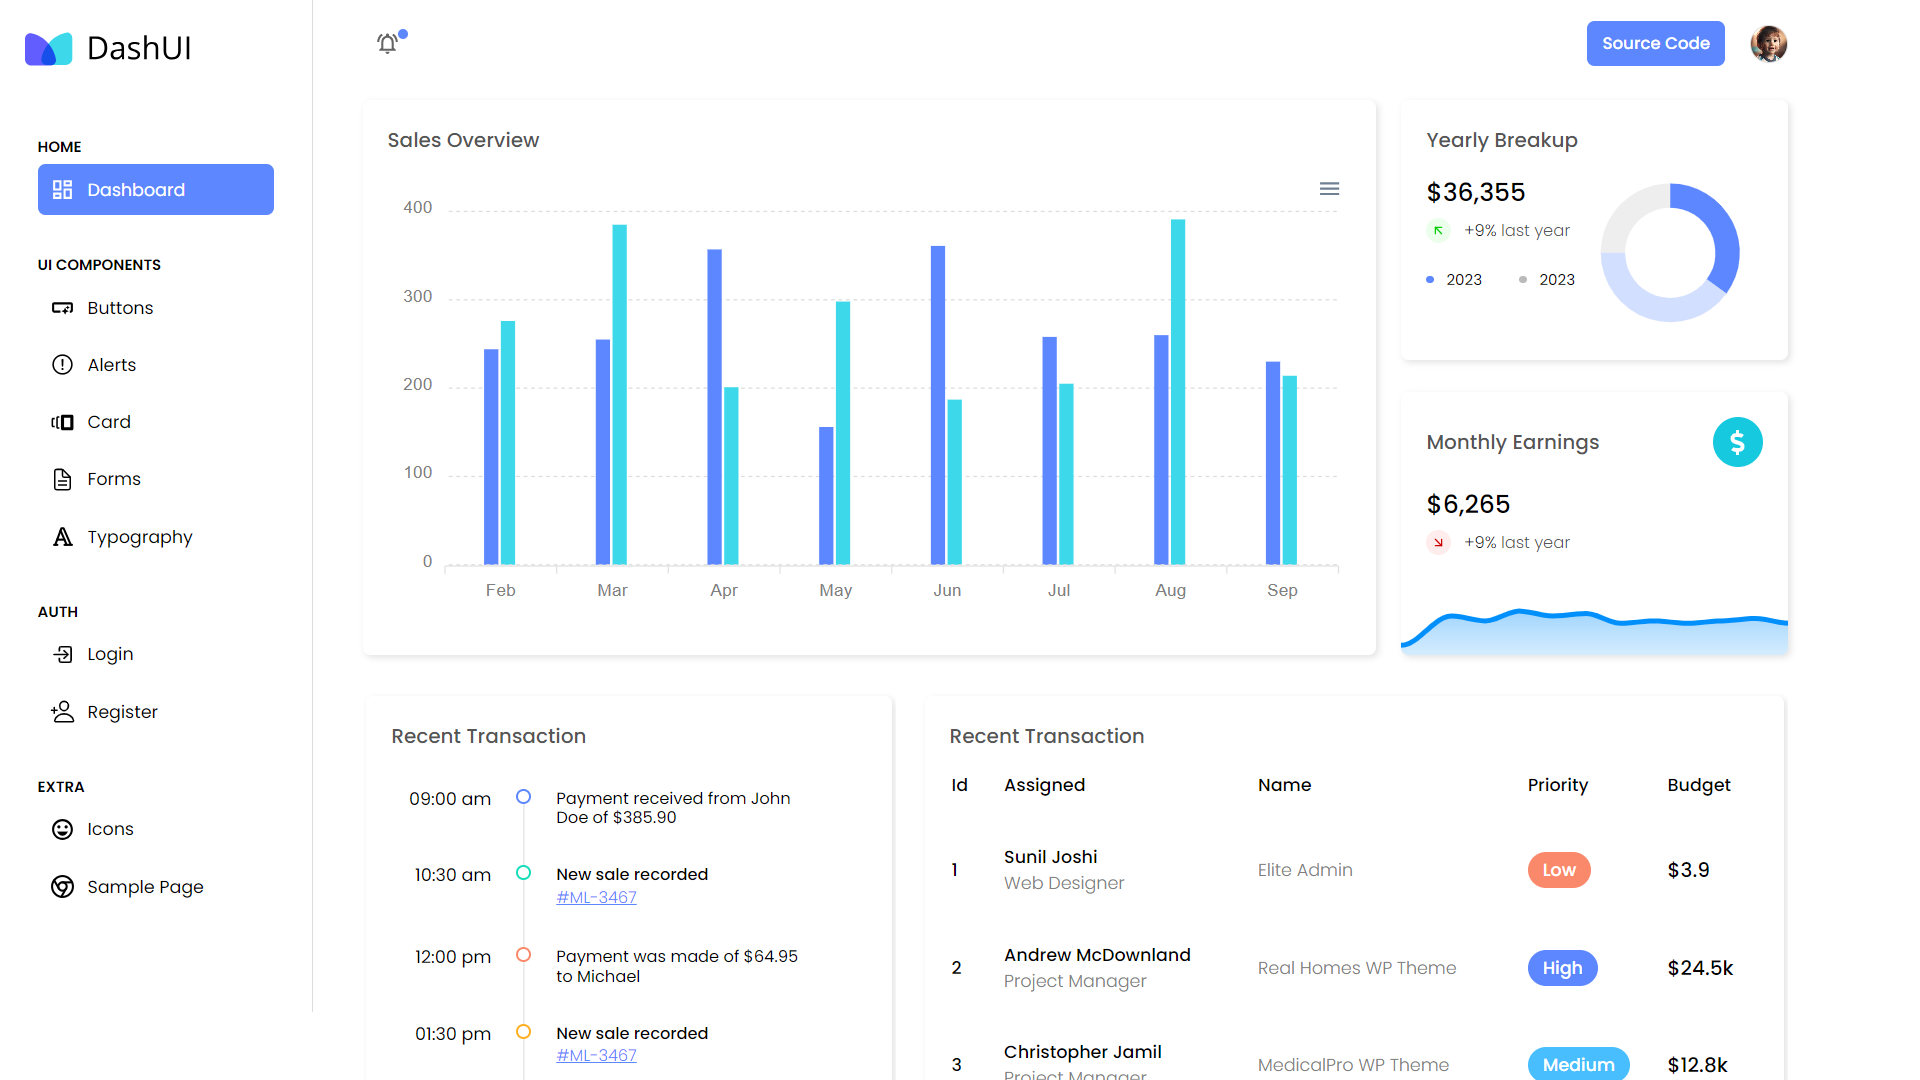 DashUI
HOME
Dashboard
UI COMPONENTS
Buttons
Alerts
Card
Forms
Typography
AUTH
Login
Register
EXTRA
Icons
Sample Page
Source Code
Sales Overview
400
300
200
100
0
Feb Mar Apr May Jun Jul Aug Sep
Yearly Breakup
$36,355
+9% last year
2023 2023
Monthly Earnings
$
$6,265
+9% last year
Recent Transaction
09:00 am Payment received from John
Doe of $385.90
10:30 am New sale recorded
#ML-3467
12:00 pm Payment was made of $64.95
to Michael
01:30 pm New sale recorded
#ML-3467
Recent Transaction
Id Assigned Name Priority Budget
1 Sunil Joshi Elite Admin Low $3.9
Web Designer
2 Andrew McDownland Real Homes WP Theme High $24.5k
Project Manager
3 Christopher Jamil MedicalPro WP Theme Medium $12.8k
Project Manager